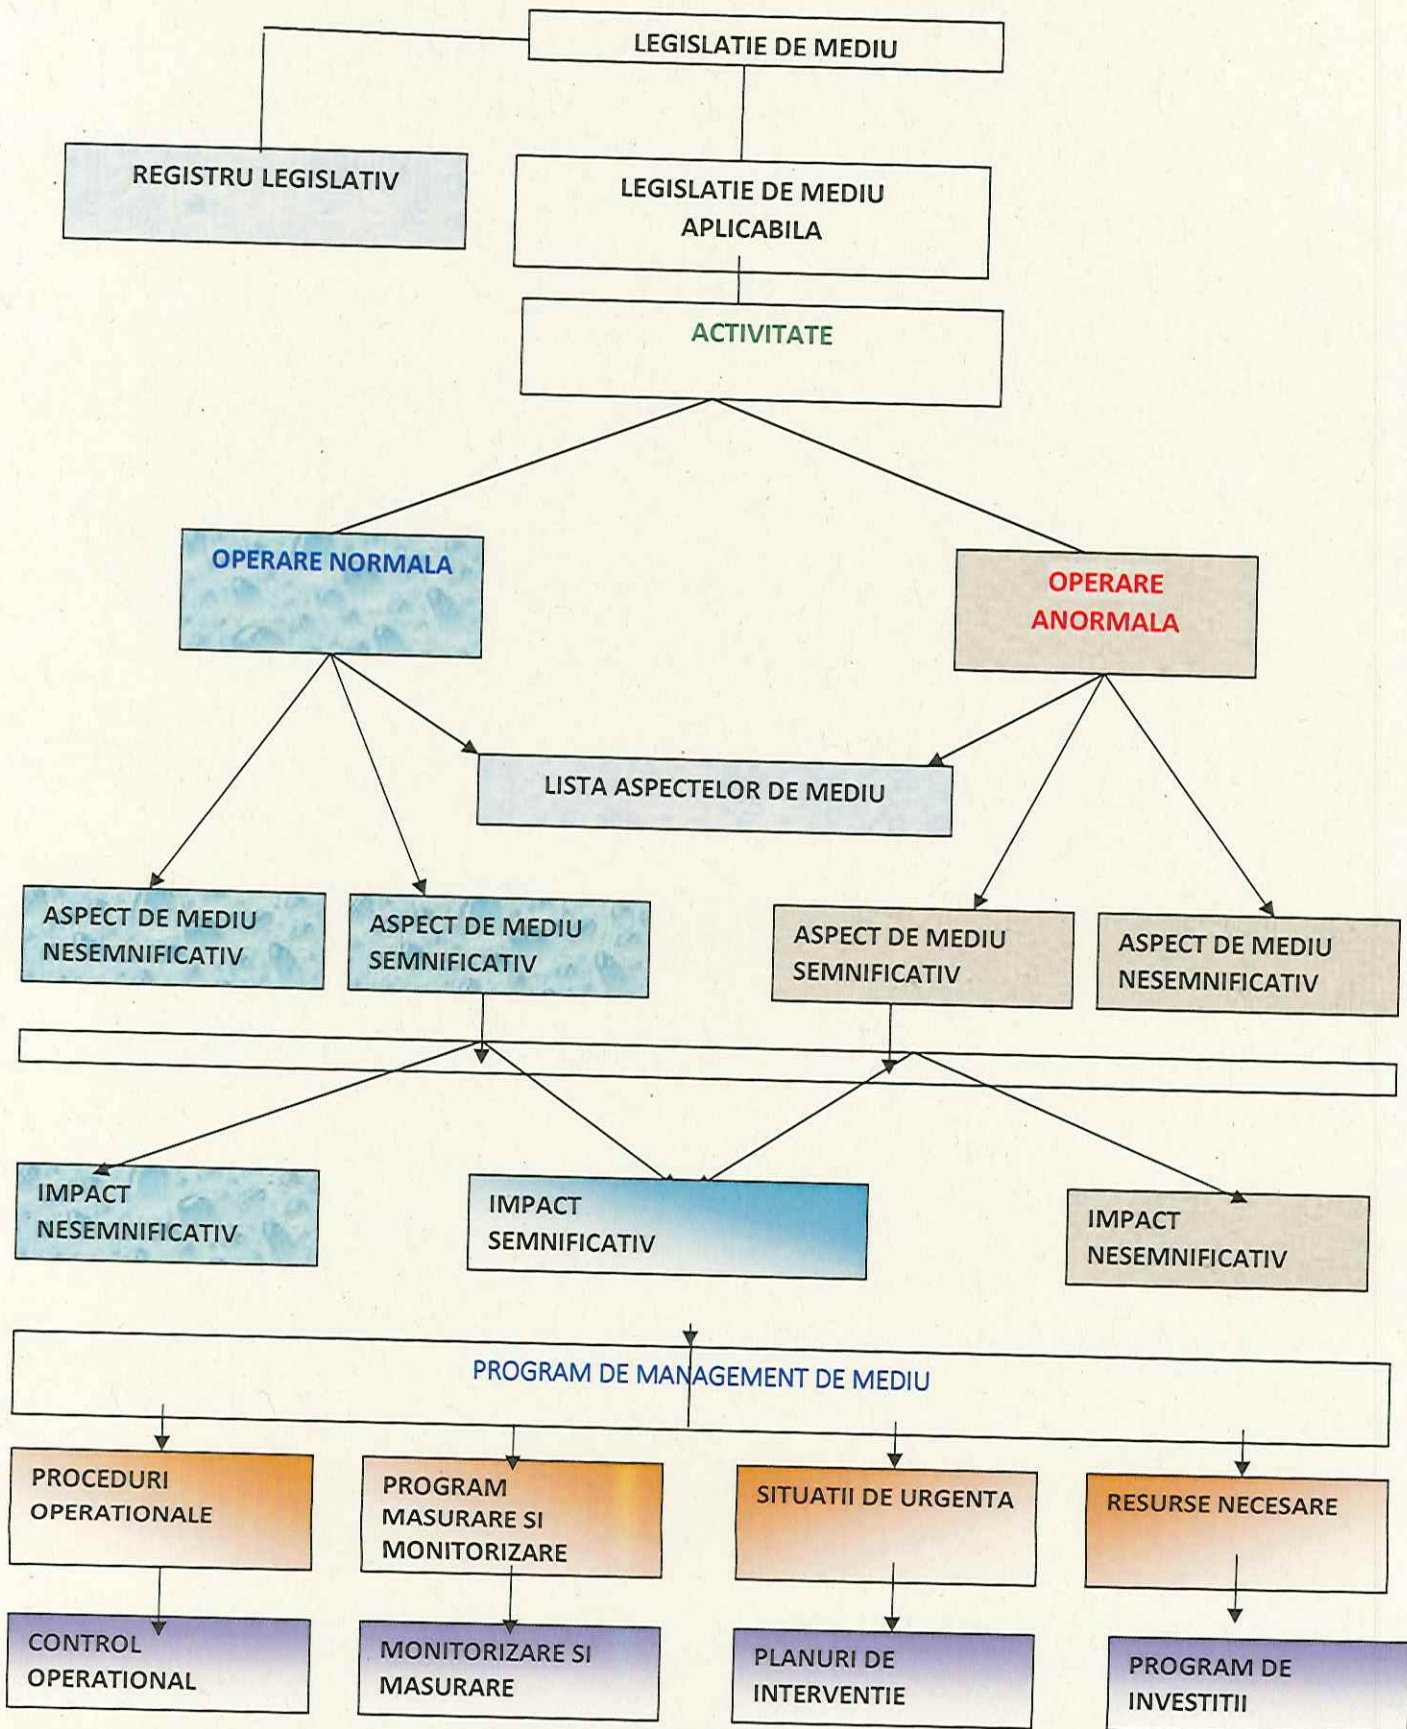 LEGISLATIE DE MEDIU
REGISTRU LEGISLATIV
LEGISLATIE DE MEDIU
APLICABILA
ACTIVITATE
OPERARE NORMALA
OPERARE
ANORMALA
LISTA ASPECTELOR DE MEDIU
ASPECT DE MEDIU
NESEMNIFICATIV
ASPECT DE MEDIU
SEMNIFICATIV
ASPECT DE MEDIU
SEMNIFICATIV
ASPECT DE MEDIU
NESEMNIFICATIV
IMPACT
NESEMNIFICATIV
IMPACT
SEMNIFICATIV
IMPACT
NESEMNIFICATIV
PROGRAM DE MANAGEMENT DE MEDIU
PROCEDURI
OPERATIONALE
PROGRAM
MASURARE SI
MONITORIZARE
SITUATII DE URGENTA
RESURSE NECESARE
CONTROL
OPERATIONAL
MONITORIZARE SI
MASURARE
PLANURI DE
INTERVENTIE
PROGRAM DE
INVESTITII